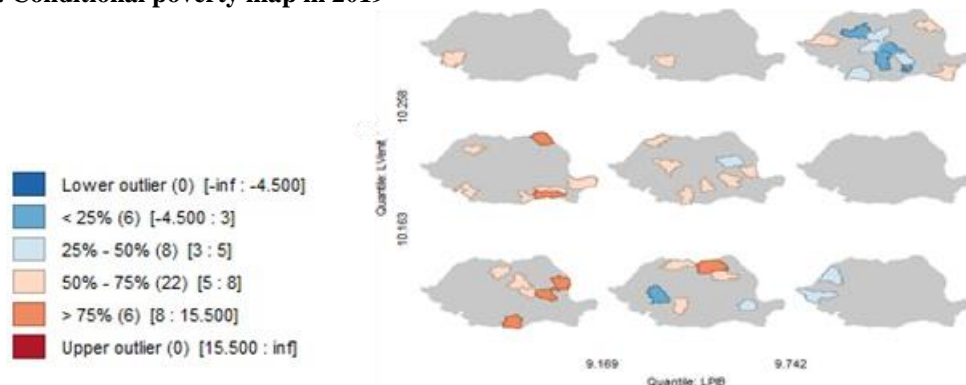 . Conditional poverty map in 2019
Lower outlier (0) [-inf : -4.500]
< 25% (6) [-4.500 : 3]
25% - 50% (8) [3 : 5]
50% - 75% (22) [5 : 8]
> 75% (6) [8 : 15.500]
Upper outlier (0) [15.500 : inf]
Quantile: LVenit
10.258
10.163
9.169 9.742
Quantile: LPIB